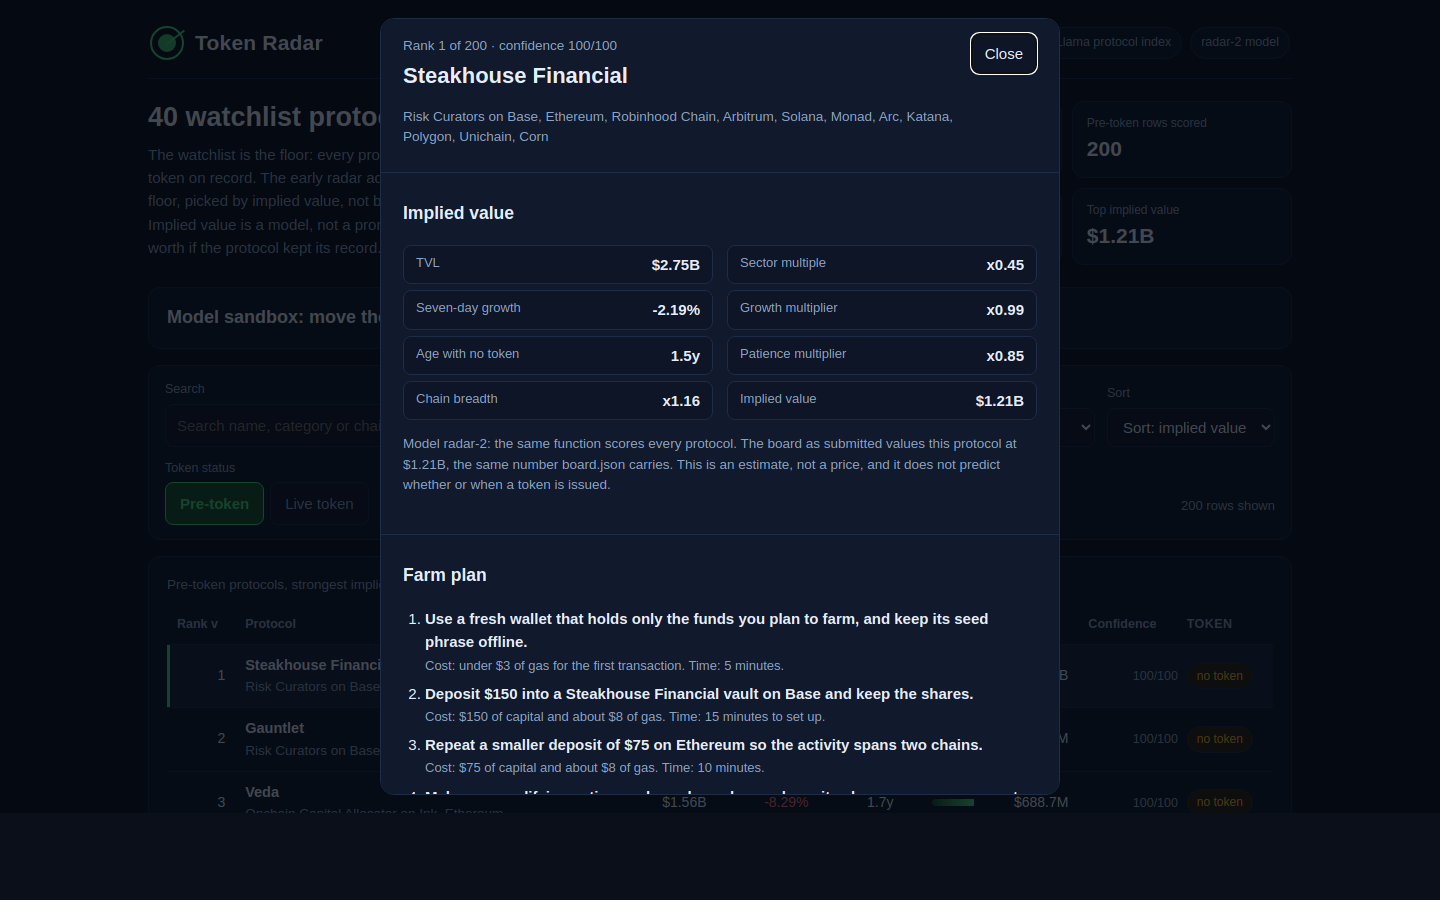 Token Radar
Llama protocol index
radar-2 model
40 watchlist
The watchlist is the floor: every
token on record. The early radar
floor, picked by implied value, not
Implied value is a model, not a
worth if the protocol kept its record.
Pre-token rows scored
200
Top implied value
$1.21B
Model sandbox: move the
Search
Search name, category or
Token status
Pre-token
Live token
Sort
Sort: implied value
200 rows shown
Pre-token protocols, strongest
Rank v
Protocol
Confidence
TOKEN
1
Steakhouse
Risk Curators on Base
100/100
no token
2
Gauntlet
Risk Curators on Base
100/100
no token
3
Veda
Onchain Capital Allocator on Ink, Ethereum
$1.56B
-8.29%
1.7y
$688.7M
100/100
no token
Rank 1 of 200 · confidence 100/100
Close
Steakhouse Financial
Risk Curators on Base, Ethereum, Robinhood Chain, Arbitrum, Solana, Monad, Arc, Katana,
Polygon, Unichain, Corn
Implied value
TVL $2.75B
Sector multiple x0.45
Seven-day growth -2.19%
Growth multiplier x0.99
Age with no token 1.5y
Patience multiplier x0.85
Chain breadth x1.16
Implied value $1.21B
Model radar-2: the same function scores every protocol. The board as submitted values this protocol at
$1.21B, the same number board.json carries. This is an estimate, not a price, and it does not predict
whether or when a token is issued.
Farm plan
1. Use a fresh wallet that holds only the funds you plan to farm, and keep its seed
phrase offline.
Cost: under $3 of gas for the first transaction. Time: 5 minutes.
2. Deposit $150 into a Steakhouse Financial vault on Base and keep the shares.
Cost: $150 of capital and about $8 of gas. Time: 15 minutes to set up.
3. Repeat a smaller deposit of $75 on Ethereum so the activity spans two chains.
Cost: $75 of capital and about $8 of gas. Time: 10 minutes.